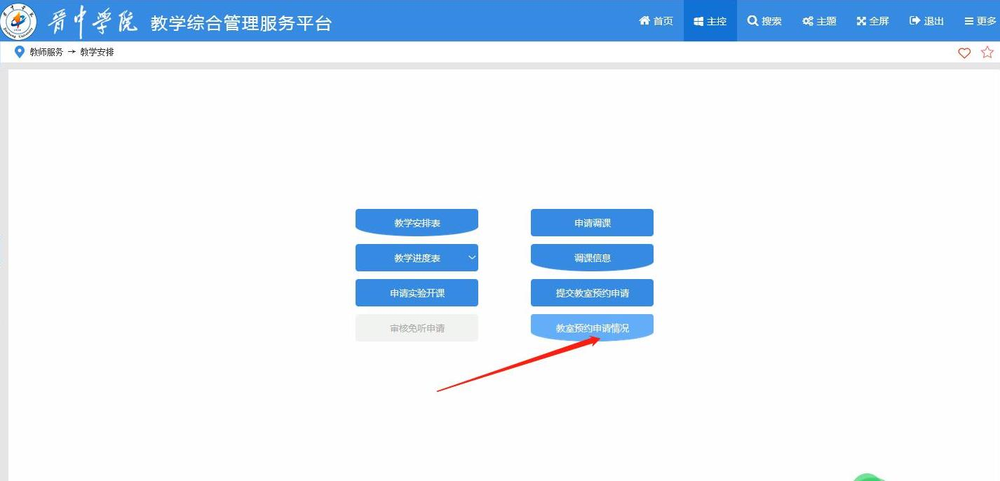 晋中学院 教学综合管理服务平台
首页 主控 搜索 主题 全屏 退出 更多
教师服务 → 教学安排
教学安排表 申请调课
教学进度表 调课信息
申请实验开课 提交教室预约申请
审核免听申请 教室预约申请情况